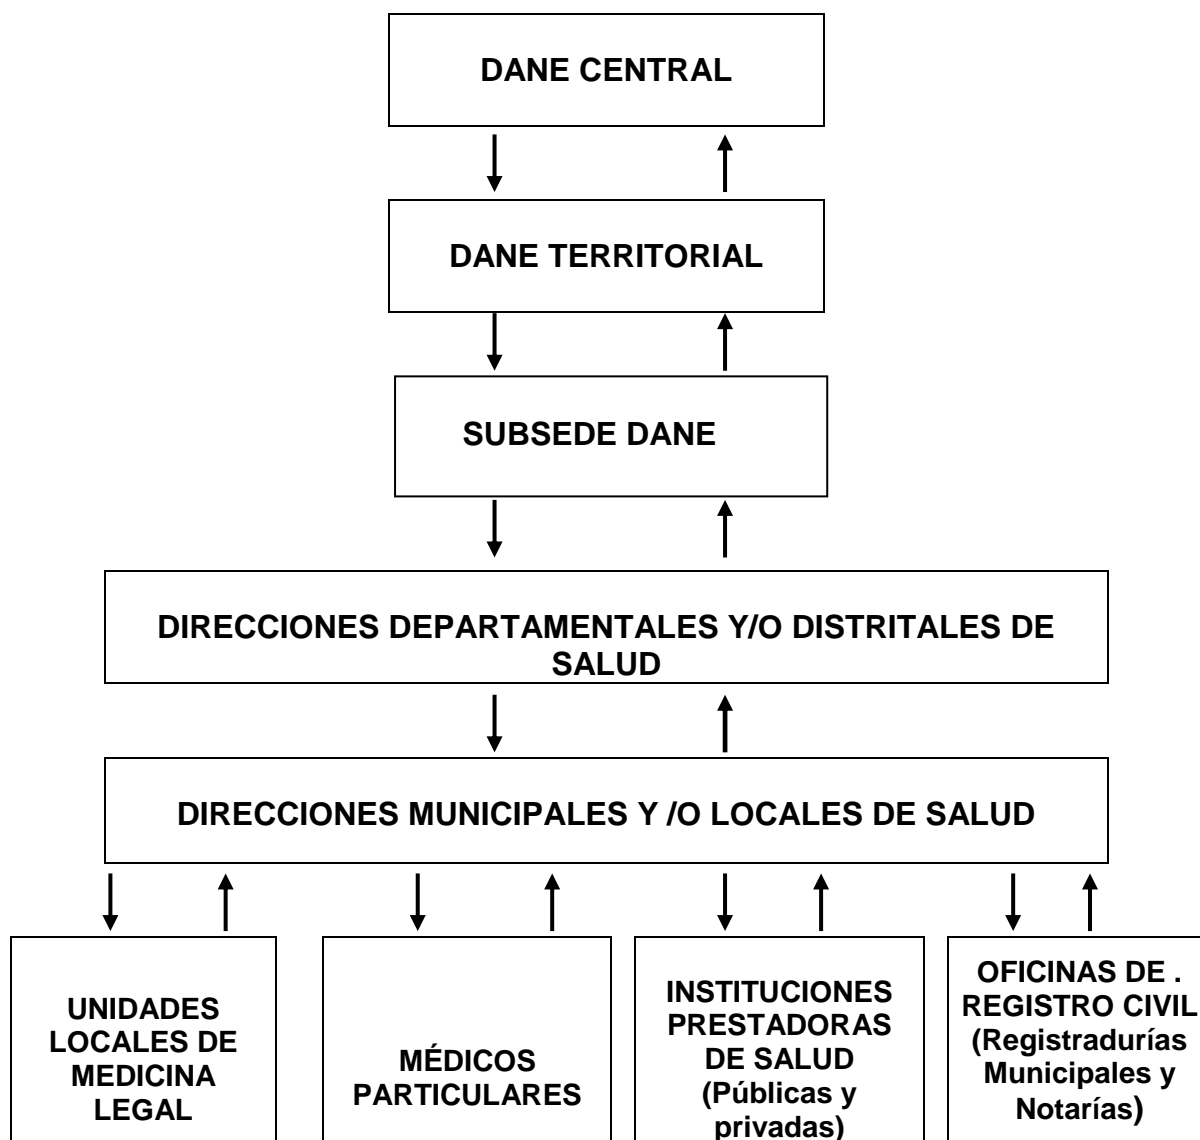 DANE CENTRAL
DANE TERRITORIAL
SUBSEDE DANE
DIRECCIONES DEPARTAMENTALES Y/O DISTRITALES DE
SALUD
DIRECCIONES MUNICIPALES Y /O LOCALES DE SALUD
UNIDADES
LOCALES DE
MEDICINA
LEGAL
MÉDICOS
PARTICULARES
INSTITUCIONES
PRESTADORAS
DE SALUD
(Públicas y
privadas)
OFICINAS DE .
REGISTRO CIVIL
(Registradurías
Municipales y
Notarías)